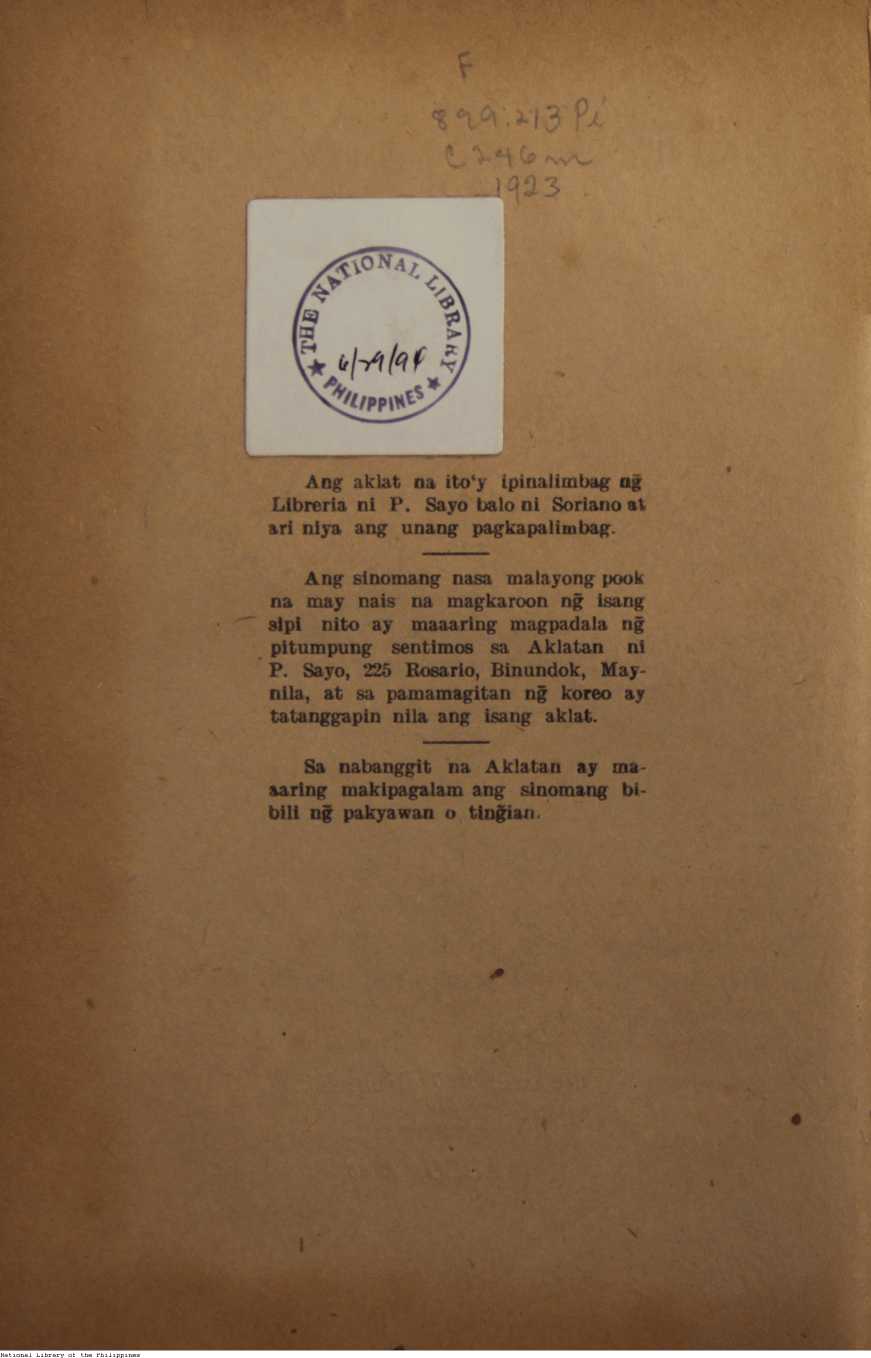 F
899.213 Pi
C246m
1923
THE NATIONAL LIBRARY
6/29/94
PHILIPPINES
Ang aklat na ito‘y ipinalimbag ng̃
Libreria ni P. Sayo balo ni Soriano at
ari niya ang unang pagkapalimbag.
Ang sinomang nasa malayong pook
na may nais na magkaroon ng̃ isang
sipi nito ay maaaring magpadala ng̃
pitumpung sentimos sa Aklatan ni
P. Sayo, 225 Rosario, Binundok, May-
nila, at sa pamamagitan ng̃ koreo ay
tatanggapin nila ang isang aklat.
Sa nabanggit na Aklatan ay ma-
aaring makipagalam ang sinomang bi-
bili ng̃ pakyawan o ting̃ian.
National Library of the Philippines